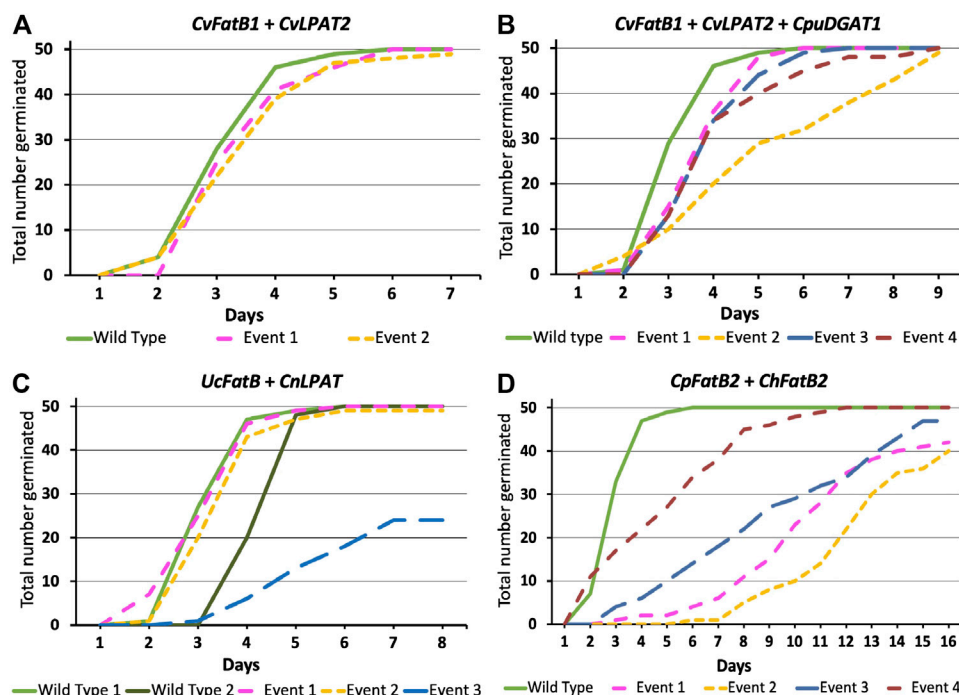 A
CvFatB1 + CvLPAT2
Total number germinated
50
40
30
20
10
0
1 2 3 4 5 6 7
Days
Wild Type Event 1 Event 2
B
CvFatB1 + CvLPAT2 + CpuDGAT1
Total number germinated
50
40
30
20
10
0
1 2 3 4 5 6 7 8 9
Days
Wild type Event 1 Event 2 Event 3 Event 4
C
UcFatB + CnLPAT
Total number germinated
50
40
30
20
10
0
1 2 3 4 5 6 7 8
Days
Wild Type 1 Wild Type 2 Event 1 Event 2 Event 3
D
CpFatB2 + ChFatB2
Total number germinated
50
40
30
20
10
0
1 2 3 4 5 6 7 8 9 10 11 12 13 14 15 16
Days
Wild Type Event 1 Event 2 Event 3 Event 4